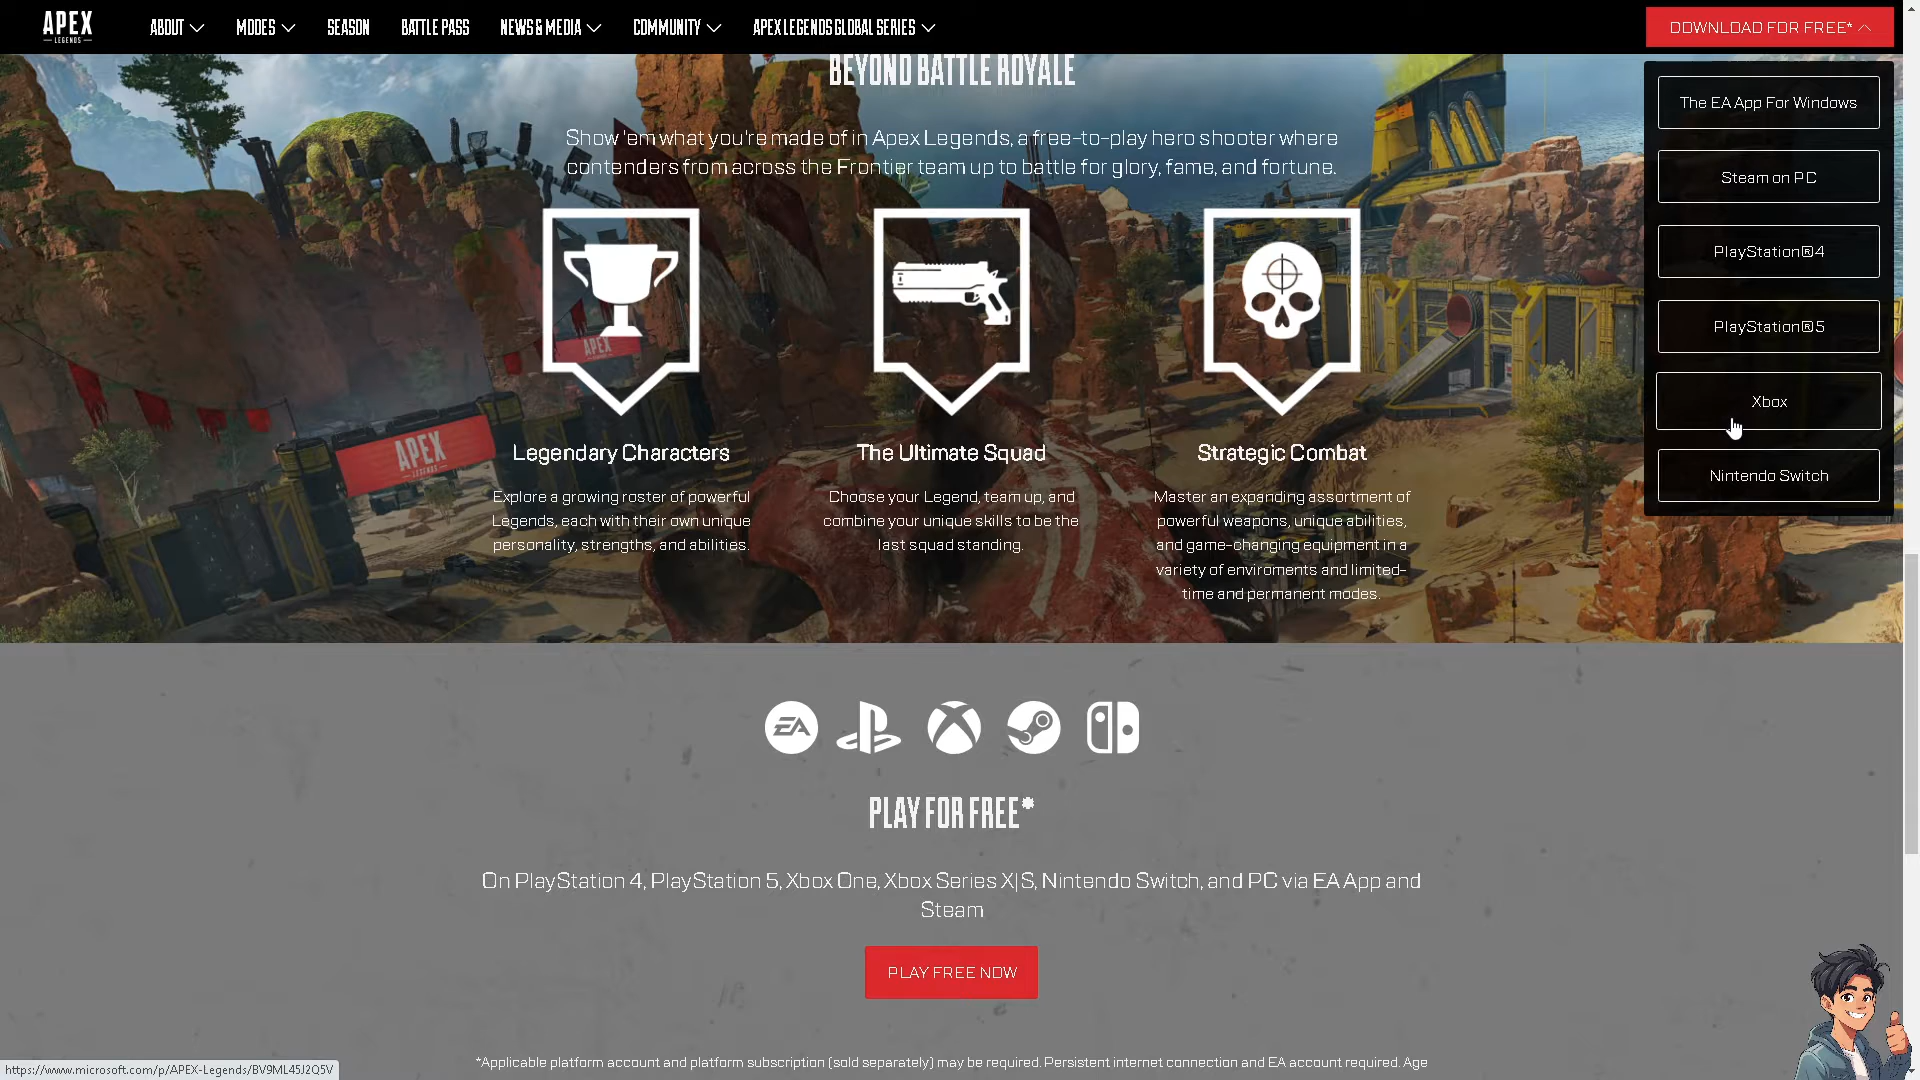 APEX
LEGENDS
ABOUT
MODES
SEASON
BATTLE PASS
NEWS & MEDIA
COMMUNITY
APEX LEGENDS GLOBAL SERIES
DOWNLOAD FOR FREE*
The EA App For Windows
Steam on PC
PlayStation®4
PlayStation®5
Xbox
Nintendo Switch
BEYOND BATTLE ROYALE
Show 'em what you're made of in Apex Legends, a free-to-play hero shooter where
contenders from across the Frontier team up to battle for glory, fame, and fortune.
APEX
APEX
LEGENDS
Legendary Characters
Explore a growing roster of powerful
Legends, each with their own unique
personality, strengths, and abilities.
The Ultimate Squad
Choose your Legend, team up, and
combine your unique skills to be the
last squad standing.
Strategic Combat
Master an expanding assortment of
powerful weapons, unique abilities,
and game-changing equipment in a
variety of enviroments and limited-
time and permanent modes.
EA
PLAY FOR FREE*
On PlayStation 4, PlayStation 5, Xbox One, Xbox Series X|S, Nintendo Switch, and PC via EA App and
Steam
PLAY FREE NOW
*Applicable platform account and platform subscription (sold separately) may be required. Persistent internet connection and EA account required. Age
https://www.microsoft.com/p/APEX-Legends/BV9ML45J2Q5V